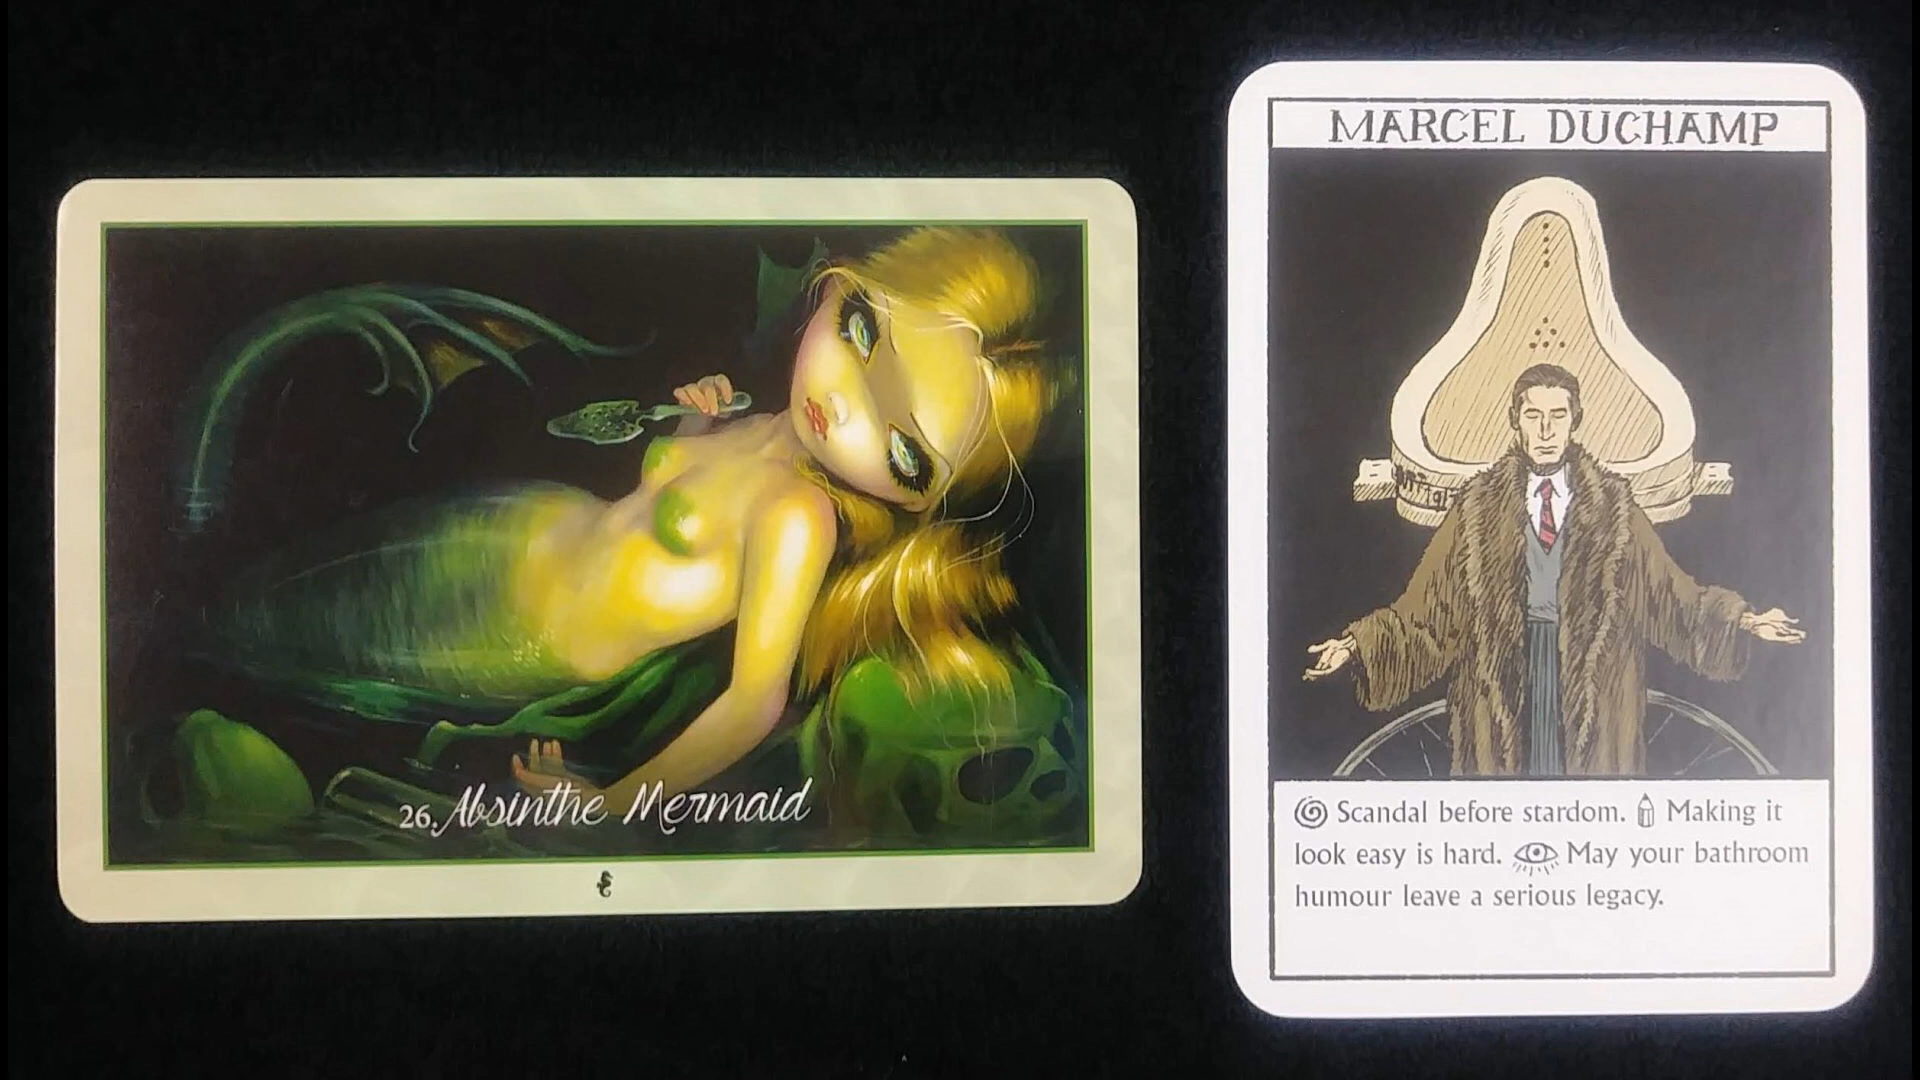 26. Absinthe Mermaid
MARCEL DUCHAMP
Scandal before stardom. Making it
look easy is hard. May your bathroom
humour leave a serious legacy.